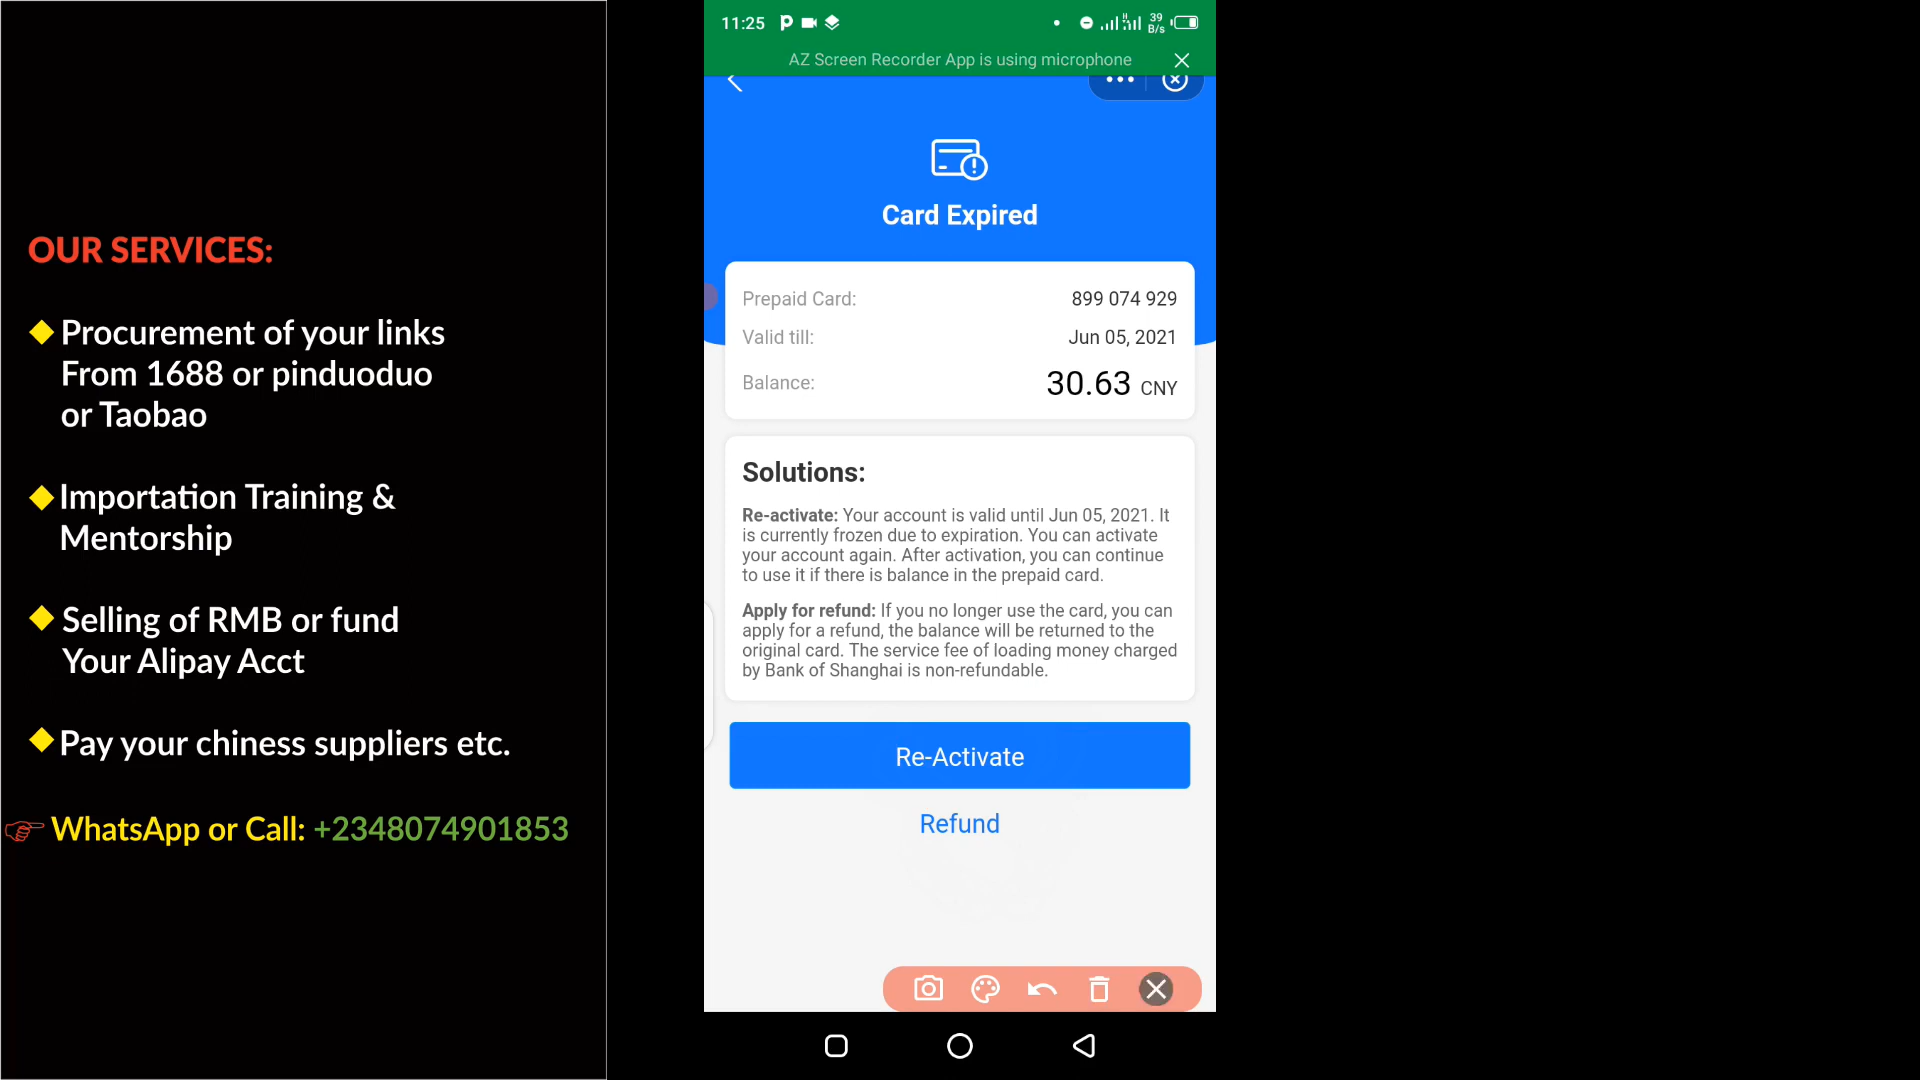 OUR SERVICES:
Procurement of your links
From 1688 or pinduoduo
or Taobao
Importation Training &
Mentorship
Selling of RMB or fund
Your Alipay Acct
Pay your chiness suppliers etc.
WhatsApp or Call: +2348074901853
11:25
39
B/s
AZ Screen Recorder App is using microphone
Card Expired
Prepaid Card: 899 074 929
Valid till: Jun 05, 2021
Balance: 30.63 CNY
Solutions:
Re-activate: Your account is valid until Jun 05, 2021. It
is currently frozen due to expiration. You can activate
your account again. After activation, you can continue
to use it if there is balance in the prepaid card.
Apply for refund: If you no longer use the card, you can
apply for a refund, the balance will be returned to the
original card. The service fee of loading money charged
by Bank of Shanghai is non-refundable.
Re-Activate
Refund